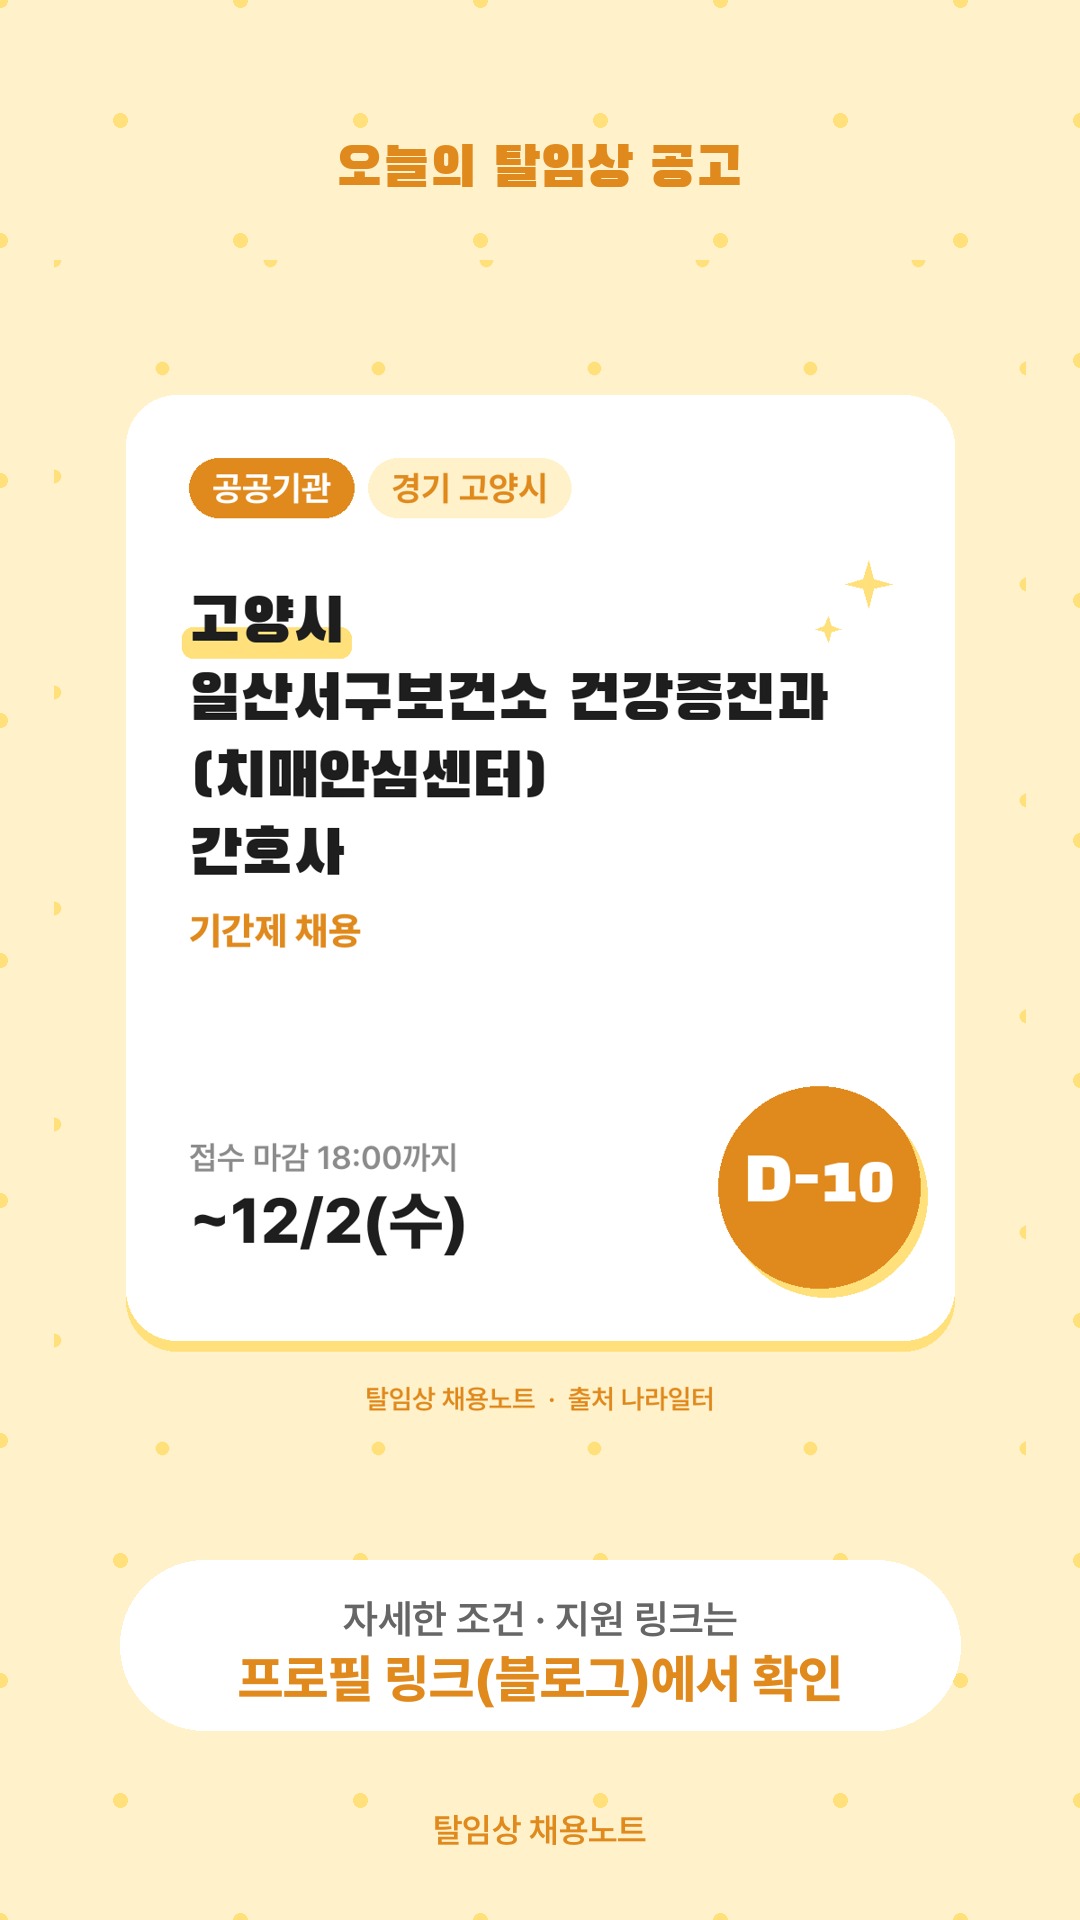 오늘의 탈임상 공고
공공기관
경기 고양시
고양시
일산서구보건소 건강증진과
(치매안심센터)
간호사
기간제 채용
접수 마감 18:00까지
~12/2(수)
D-10
탈임상 채용노트 · 출처 나라일터
자세한 조건 · 지원 링크는
프로필 링크(블로그)에서 확인
탈임상 채용노트